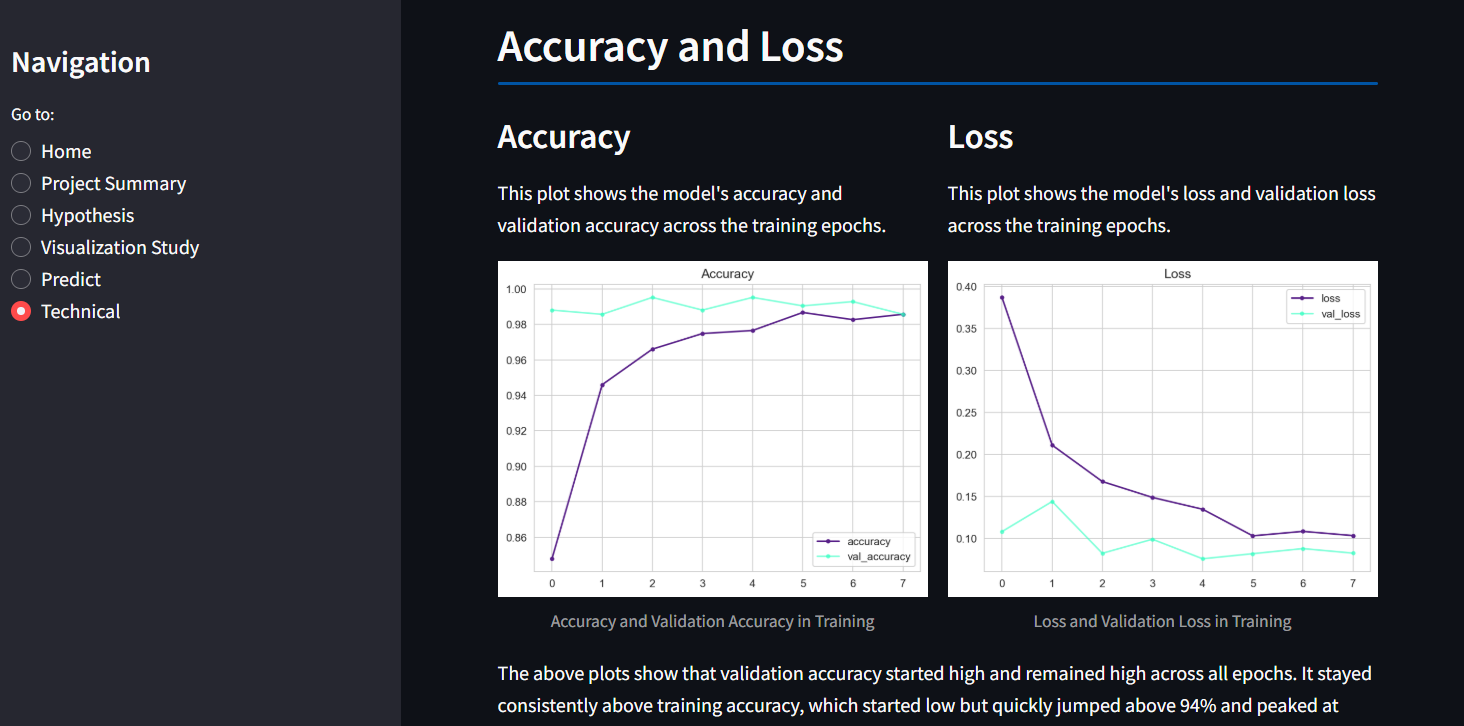 Navigation
Go to:
Home
Project Summary
Hypothesis
Visualization Study
Predict
Technical
Accuracy and Loss
Accuracy
This plot shows the model's accuracy and
validation accuracy across the training epochs.
Accuracy
1.00
0.98
0.96
0.94
0.92
0.90
0.88
0.86
accuracy
val_accuracy
0 1 2 3 4 5 6 7
Accuracy and Validation Accuracy in Training
Loss
This plot shows the model's loss and validation loss
across the training epochs.
Loss
0.40
0.35
0.30
0.25
0.20
0.15
0.10
loss
val_loss
0 1 2 3 4 5 6 7
Loss and Validation Loss in Training
The above plots show that validation accuracy started high and remained high across all epochs. It stayed
consistently above training accuracy, which started low but quickly jumped above 94% and peaked at